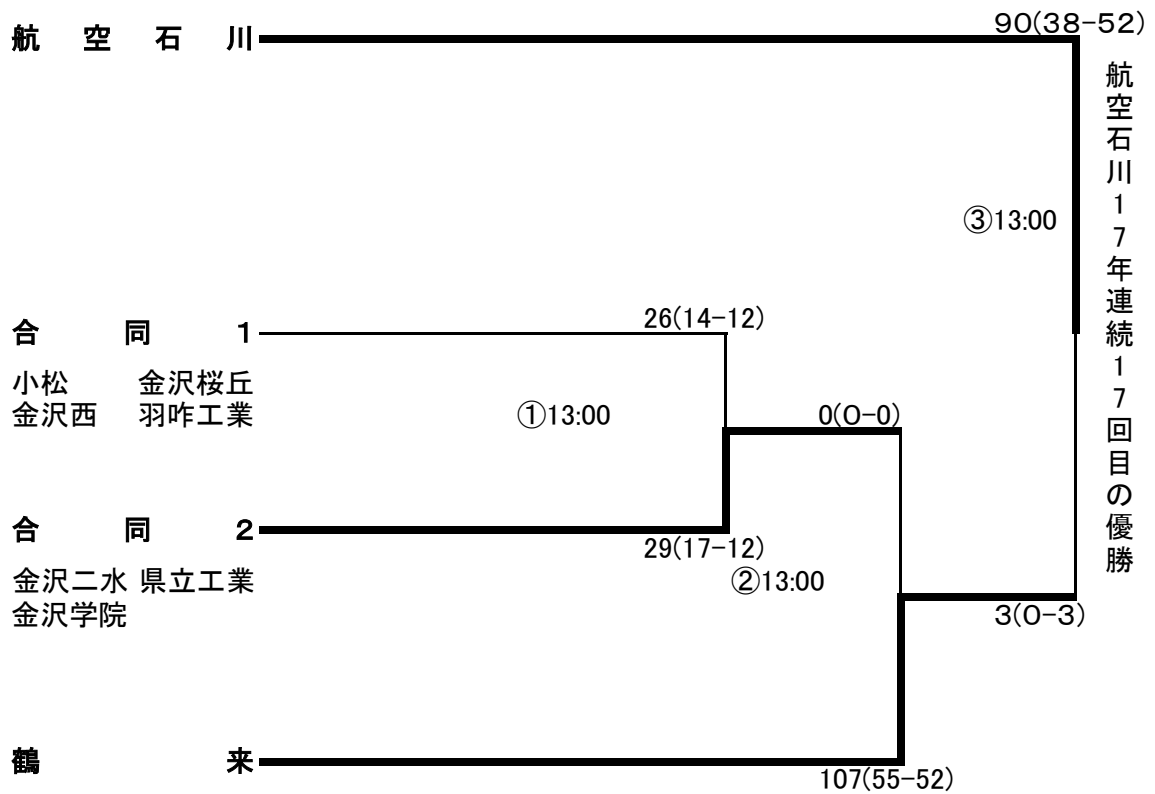 90(38-52)
航空石川
航空石川17年連続17回目の優勝
③13:00
26(14-12)
合同1
小松 金沢桜丘
金沢西 羽咋工業
①13:00
0(0-0)
合同2
29(17-12)
金沢二水 県立工業
②13:00
金沢学院
3(0-3)
鶴来
107(55-52)